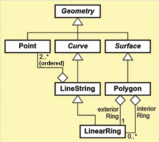 Geometry
Point
Curve
Surface
2..*
(ordered)
LineString
Polygon
exterior
Ring
1
interior
Ring
LinearRing
0..*